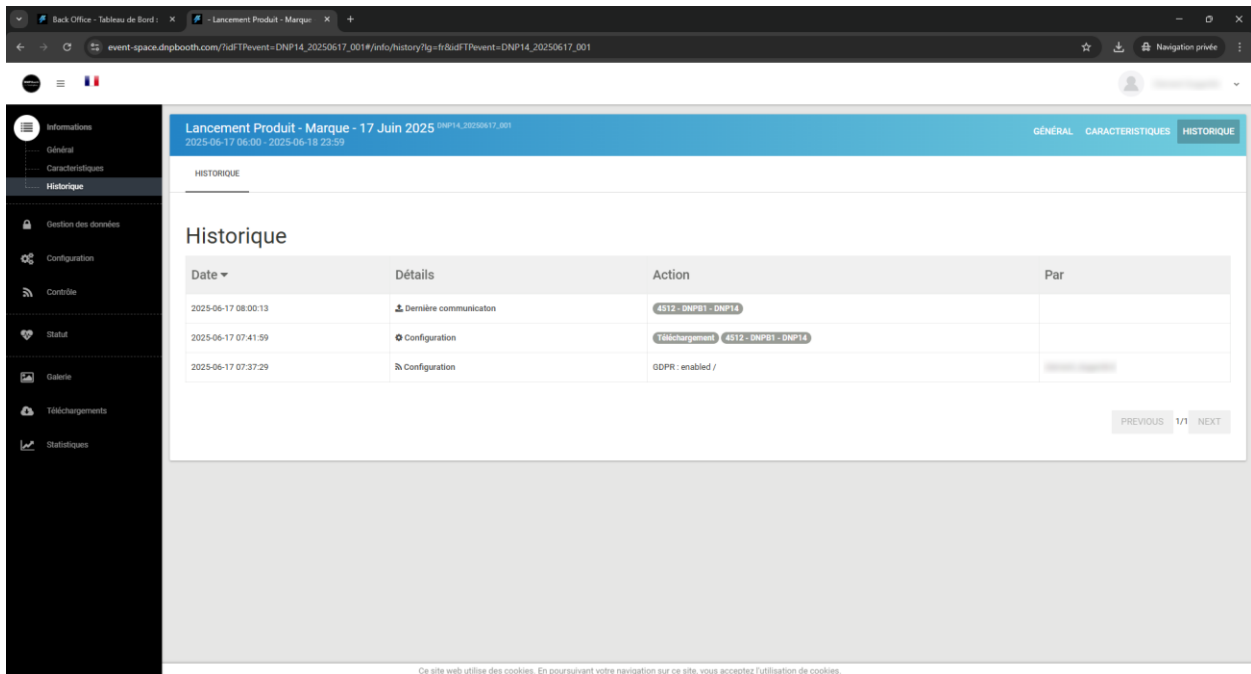 Back Office - Tableau de Bord :
- Lancement Produit - Marque
event-space.dnpbooth.com/?idFTPevent=DNP14_20250617_001#/info/history?lg=fr&idFTPevent=DNP14_20250617_001
Navigation privée
Informations
Général
Caracteristiques
Historique
Gestion des données
Configuration
Contrôle
Statut
Galerie
Téléchargements
Statistiques
Lancement Produit - Marque - 17 Juin 2025 DNP14_20250617_001
2025-06-17 06:00 - 2025-06-18 23:59
GÉNÉRAL CARACTERISTIQUES HISTORIQUE
HISTORIQUE
Historique
Date Détails Action Par
2025-06-17 08:00:13 Dernière communicaton 4512 - DNPB1 - DNP14
2025-06-17 07:41:59 Configuration Téléchargement 4512 - DNPB1 - DNP14
2025-06-17 07:37:29 Configuration GDPR : enabled /
PREVIOUS 1/1 NEXT
Ce site web utilise des cookies. En poursuivant votre navigation sur ce site, vous acceptez l'utilisation de cookies.